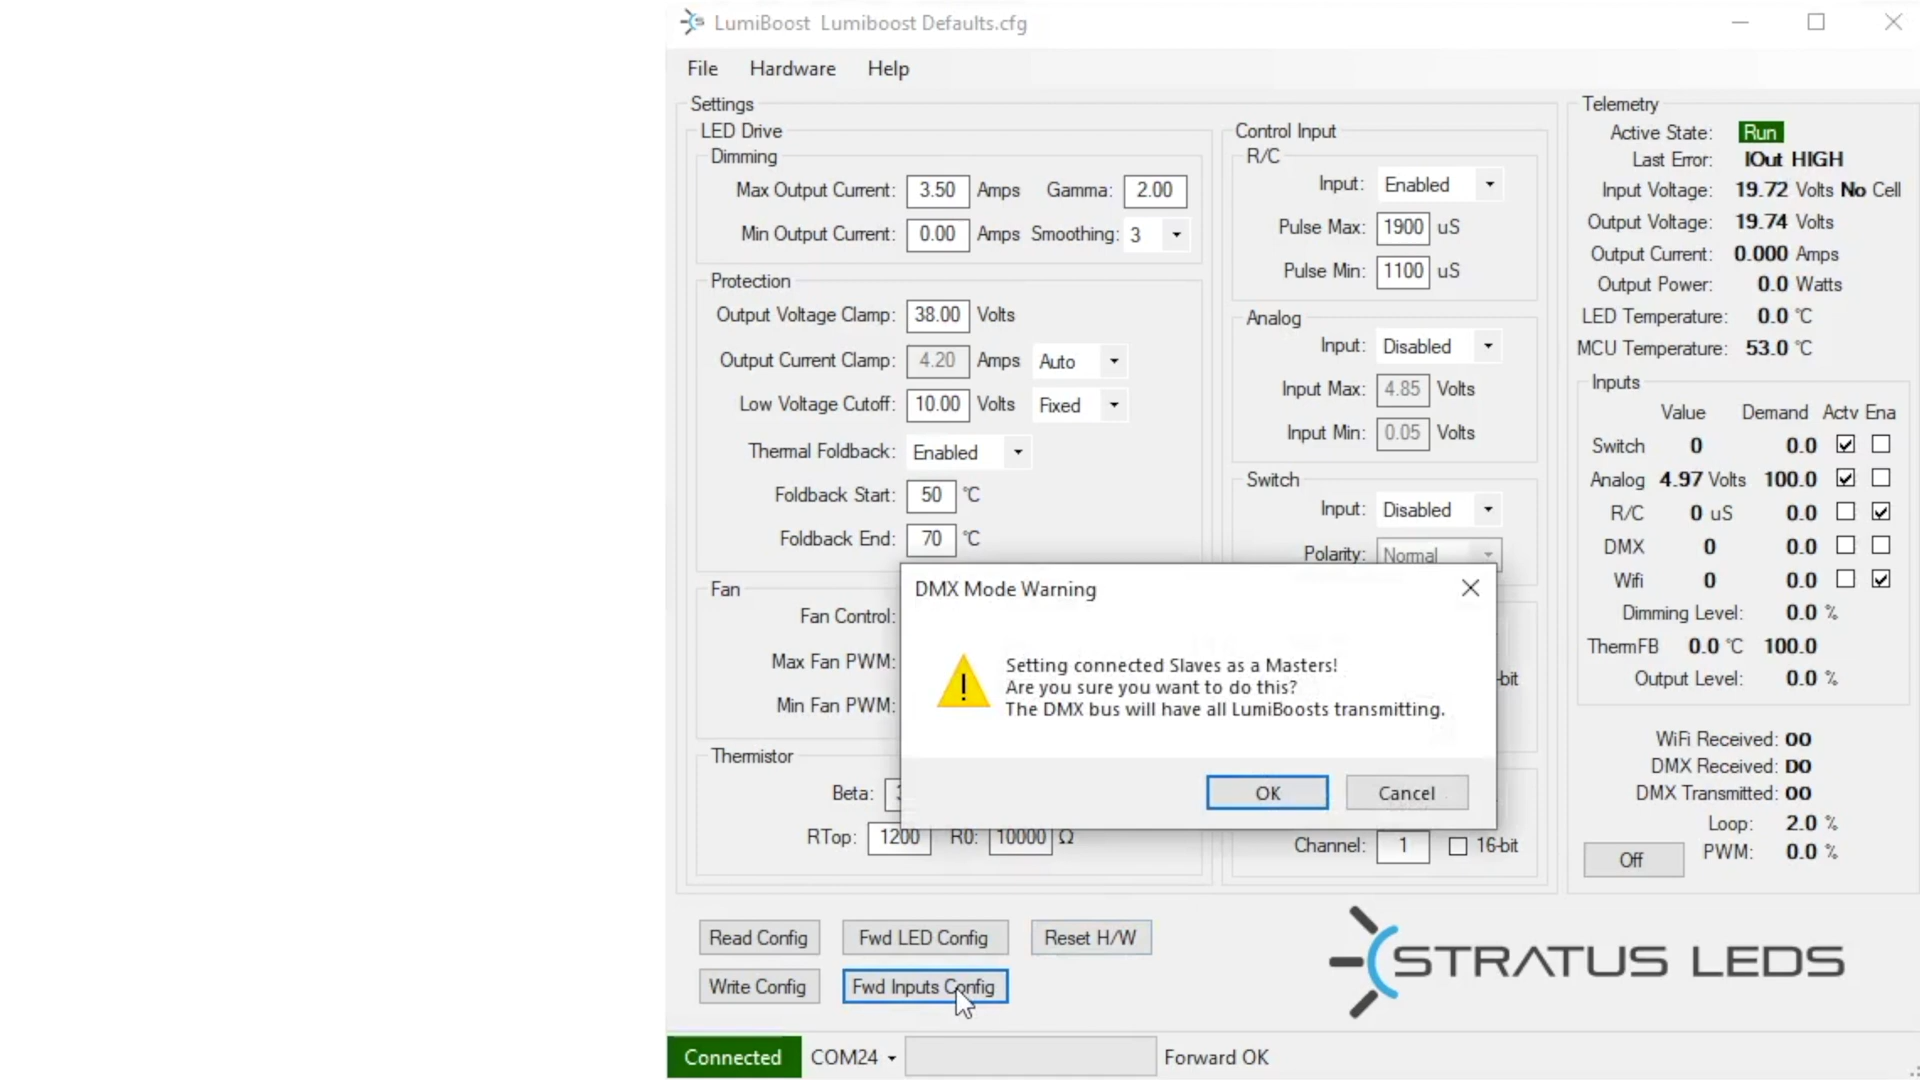 LumiBoost Lumiboost Defaults.cfg
File Hardware Help
Settings
LED Drive
Dimming
Max Output Current: 3.50 Amps Gamma: 2.00
Min Output Current: 0.00 Amps Smoothing: 3
Protection
Output Voltage Clamp: 38.00 Volts
Output Current Clamp: 4.20 Amps Auto
Low Voltage Cutoff: 10.00 Volts Fixed
Thermal Foldback: Enabled
Foldback Start: 50 °C
Foldback End: 70 °C
Fan
Fan Control:
Max Fan PWM:
Min Fan PWM:
Thermistor
Beta:
RTop: 1200 R0: 10000 Ω
Control Input
R/C
Input: Enabled
Pulse Max: 1900 uS
Pulse Min: 1100 uS
Analog
Input: Disabled
Input Max: 4.85 Volts
Input Min: 0.05 Volts
Switch
Input: Disabled
Polarity: Normal
-bit
Channel: 1 16-bit
DMX Mode Warning
Setting connected Slaves as a Masters!
Are you sure you want to do this?
The DMX bus will have all LumiBoosts transmitting.
OK Cancel
Telemetry
Active State: Run
Last Error: IOut HIGH
Input Voltage: 19.72 Volts No Cell
Output Voltage: 19.74 Volts
Output Current: 0.000 Amps
Output Power: 0.0 Watts
LED Temperature: 0.0 °C
MCU Temperature: 53.0 °C
Inputs
Value Demand Actv Ena
Switch 0 0.0
Analog 4.97 Volts 100.0
R/C 0 uS 0.0
DMX 0 0.0
Wifi 0 0.0
Dimming Level: 0.0 %
ThermFB 0.0 °C 100.0
Output Level: 0.0 %
WiFi Received: 00
DMX Received: D0
DMX Transmitted: 00
Loop: 2.0 %
Off PWM: 0.0 %
Read Config Fwd LED Config Reset H/W
Write Config Fwd Inputs Config
STRATUS LEDS
Connected COM24 Forward OK